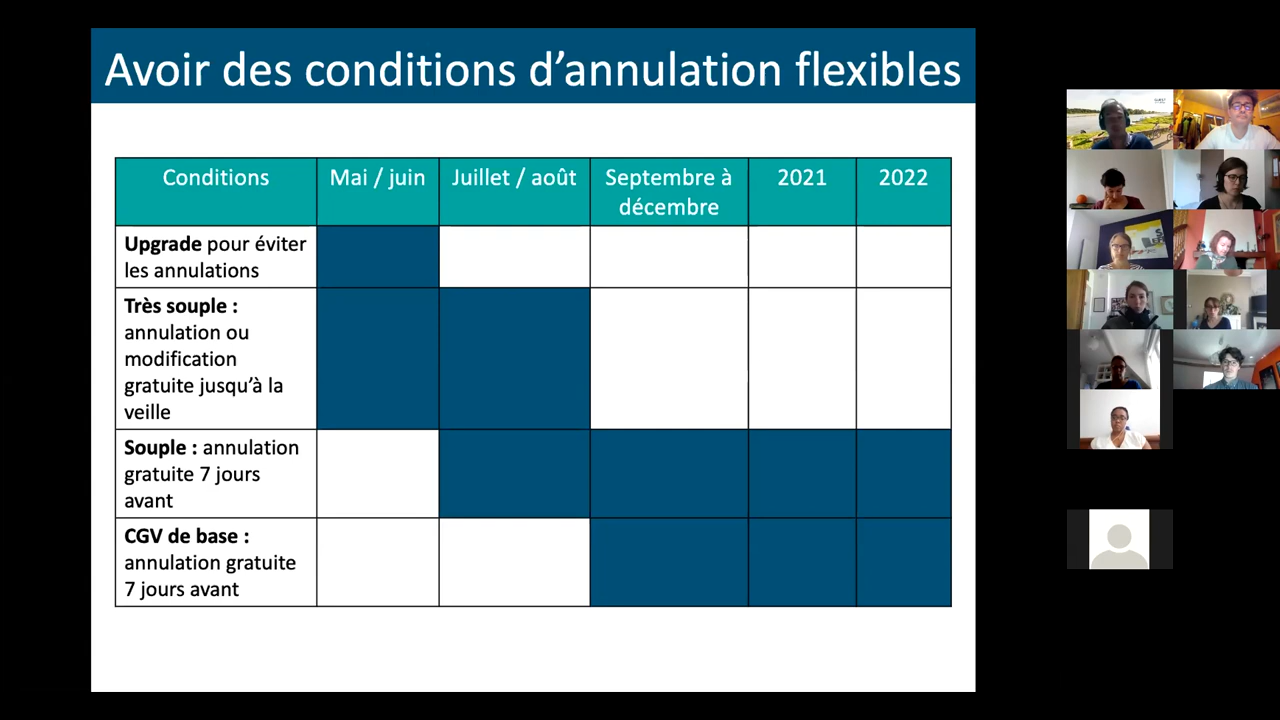 Avoir des conditions d’annulation flexibles
Conditions
Mai / juin
Juillet / août
Septembre à
décembre
2021
2022
Upgrade pour éviter
les annulations
Très souple :
annulation ou
modification
gratuite jusqu’à la
veille
Souple : annulation
gratuite 7 jours
avant
CGV de base :
annulation gratuite
7 jours avant